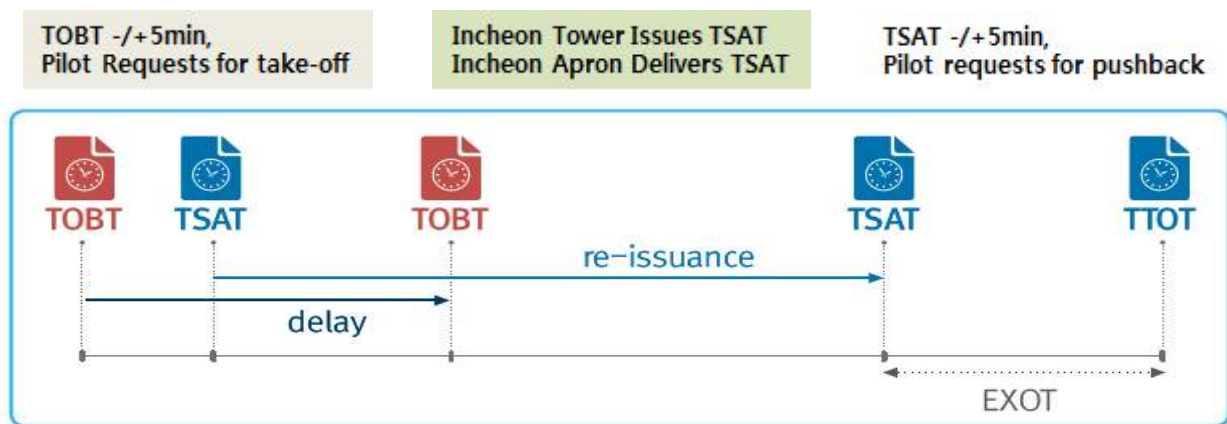 TOBT -/+5min,
Pilot Requests for take-off
Incheon Tower Issues TSAT
Incheon Apron Delivers TSAT
TSAT -/+5min,
Pilot requests for pushback
TOBT
TSAT
TOBT
TSAT
TTOT
re-issuance
delay
EXOT